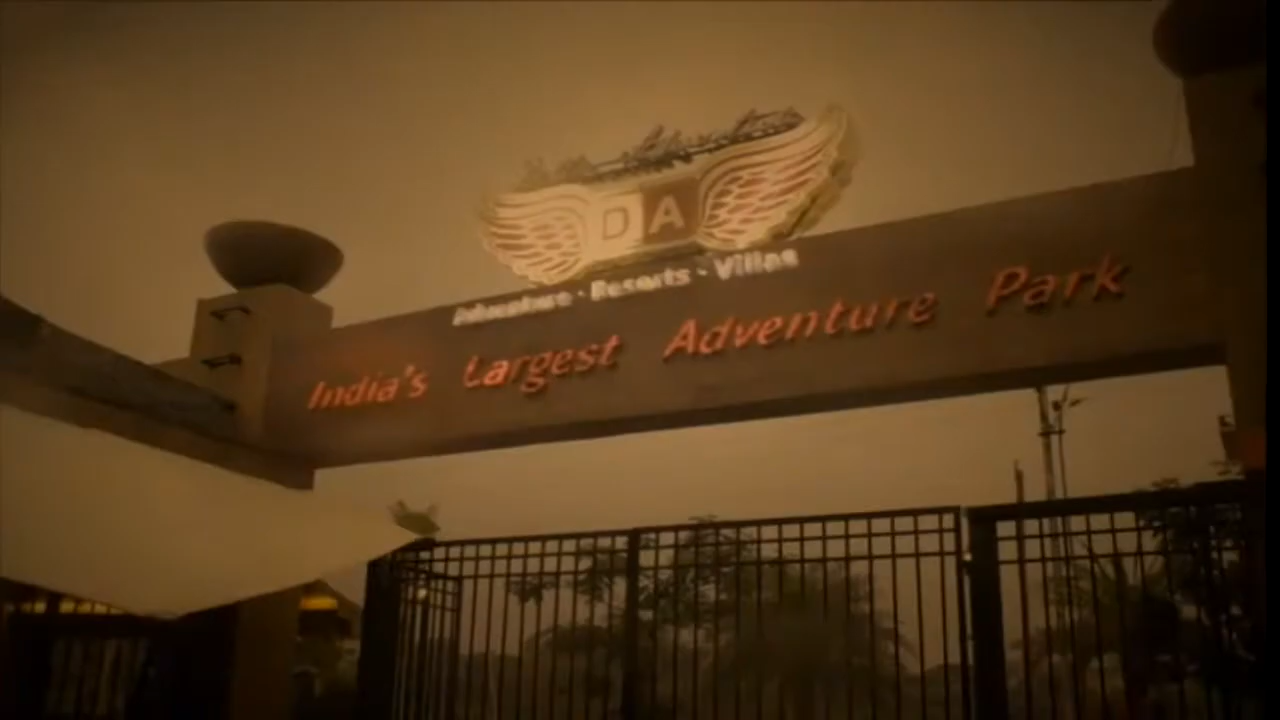 DA
Adventure · Resorts · Villas
India's Largest Adventure Park